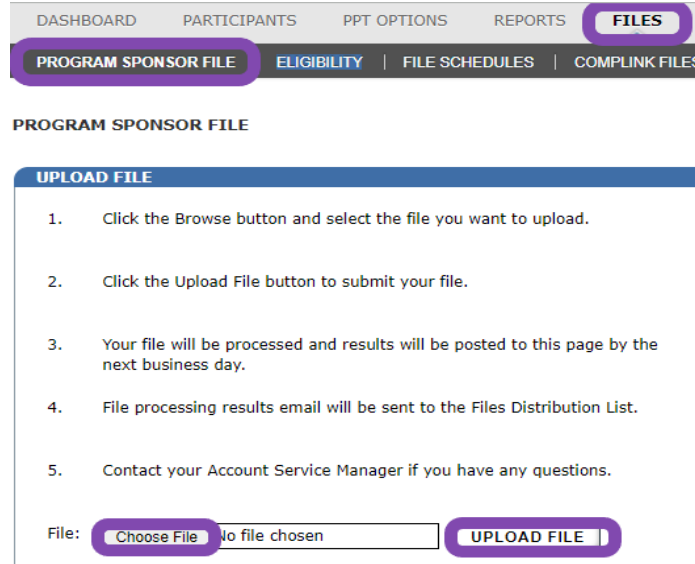 DASHBOARD PARTICIPANTS PPT OPTIONS REPORTS FILES
PROGRAM SPONSOR FILE ELIGIBILITY | FILE SCHEDULES | COMPLINK FILES
PROGRAM SPONSOR FILE
UPLOAD FILE
1. Click the Browse button and select the file you want to upload.
2. Click the Upload File button to submit your file.
3. Your file will be processed and results will be posted to this page by the
next business day.
4. File processing results email will be sent to the Files Distribution List.
5. Contact your Account Service Manager if you have any questions.
File: Choose File No file chosen UPLOAD FILE